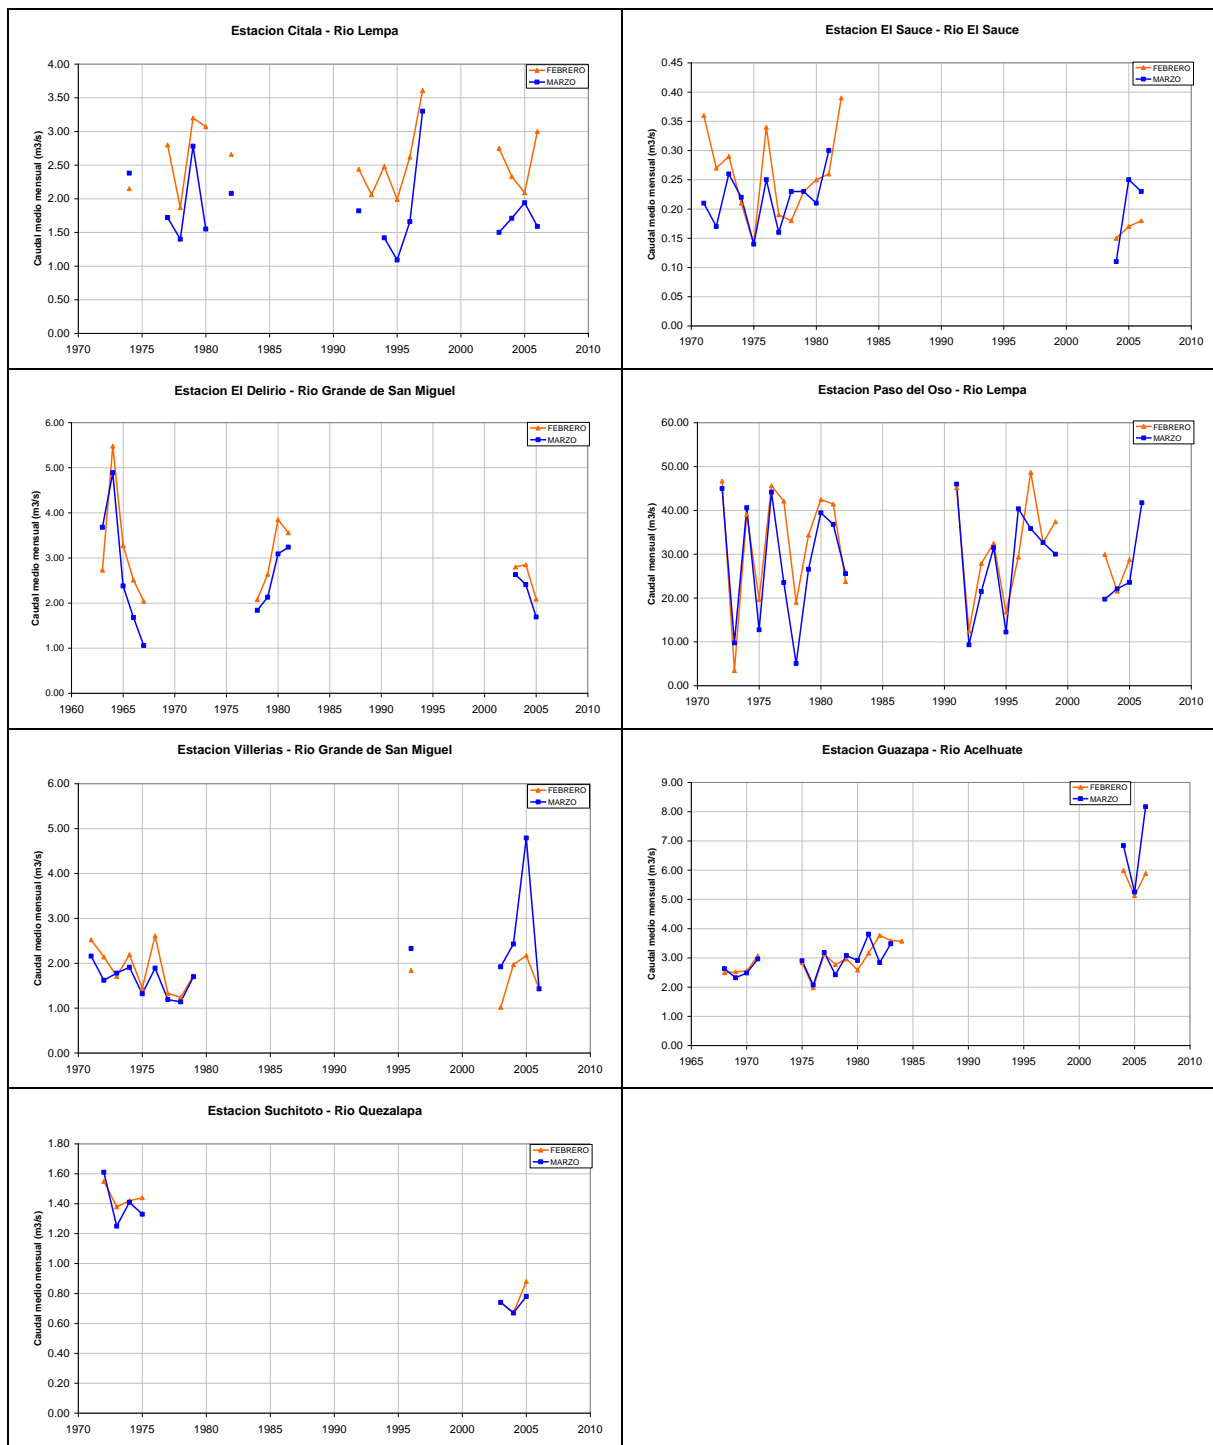 Estacion Citala - Rio Lempa
Caudal medio mensual (m3/s)
4.00
3.50
3.00
2.50
2.00
1.50
1.00
0.50
0.00
1970 1975 1980 1985 1990 1995 2000 2005 2010
FEBRERO
MARZO
Estacion El Sauce - Rio El Sauce
Caudal medio mensual (m3/s)
0.45
0.40
0.35
0.30
0.25
0.20
0.15
0.10
0.05
0.00
1970 1975 1980 1985 1990 1995 2000 2005 2010
FEBRERO
MARZO
Estacion El Delirio - Rio Grande de San Miguel
Caudal medio mensual (m3/s)
6.00
5.00
4.00
3.00
2.00
1.00
0.00
1960 1965 1970 1975 1980 1985 1990 1995 2000 2005 2010
FEBRERO
MARZO
Estacion Paso del Oso - Rio Lempa
Caudal mensual (m3/s)
60.00
50.00
40.00
30.00
20.00
10.00
0.00
1970 1975 1980 1985 1990 1995 2000 2005 2010
FEBRERO
MARZO
Estacion Villerias - Rio Grande de San Miguel
Caudal medio mensual (m3/s)
6.00
5.00
4.00
3.00
2.00
1.00
0.00
1970 1975 1980 1985 1990 1995 2000 2005 2010
FEBRERO
MARZO
Estacion Guazapa - Rio Acelhuate
Caudal medio mensual (m3/s)
9.00
8.00
7.00
6.00
5.00
4.00
3.00
2.00
1.00
0.00
1965 1970 1975 1980 1985 1990 1995 2000 2005 2010
FEBRERO
MARZO
Estacion Suchitoto - Rio Quezalapa
Caudal medio mensual (m3/s)
1.80
1.60
1.40
1.20
1.00
0.80
0.60
0.40
0.20
0.00
1970 1975 1980 1985 1990 1995 2000 2005 2010
FEBRERO
MARZO